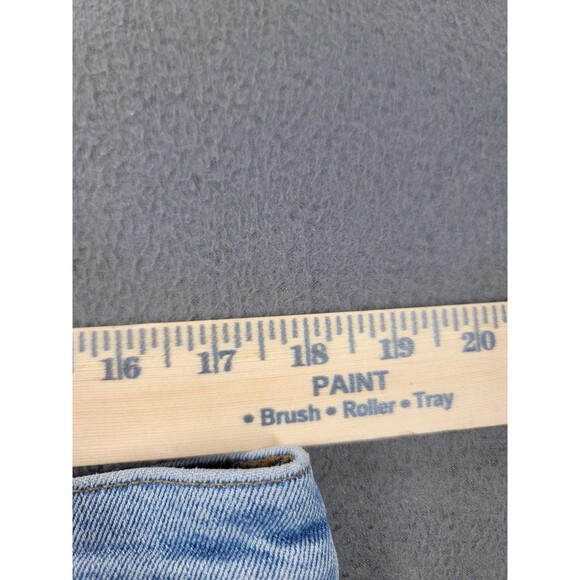 16 17 18 19 20
PAINT
• Brush • Roller • Tray